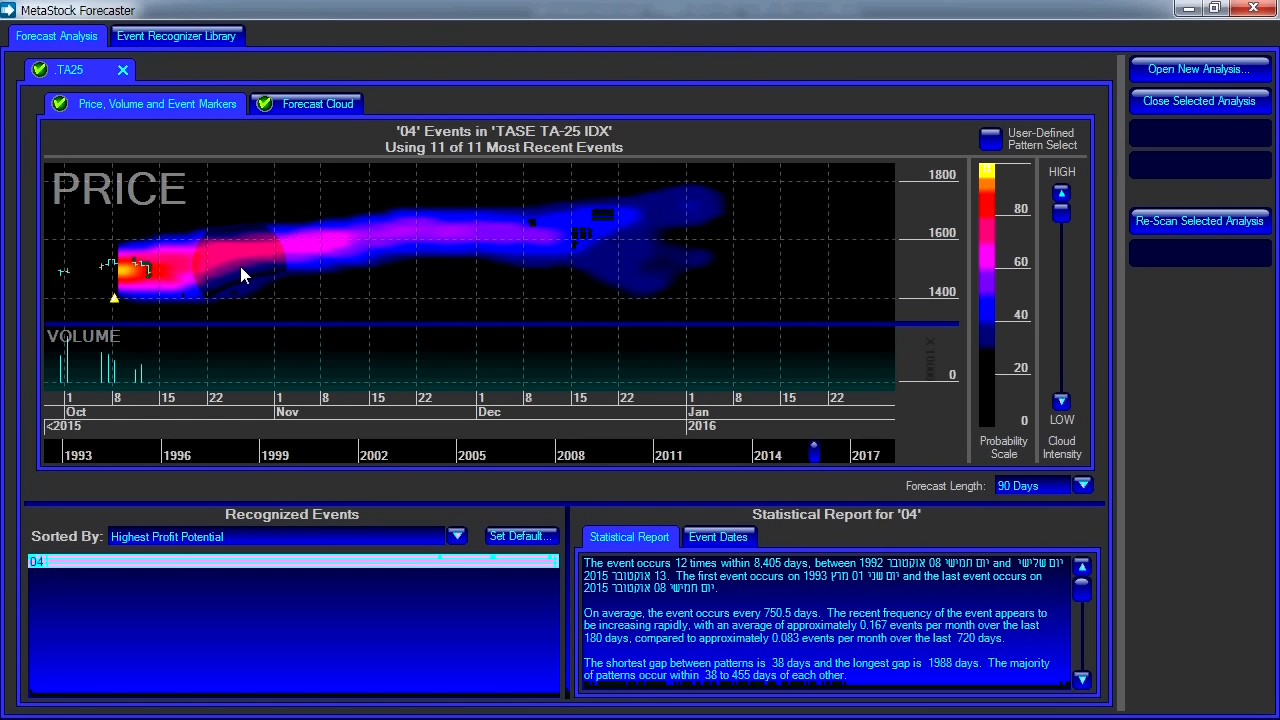 MetaStock Forecaster
Forecast Analysis
Event Recognizer Library
.TA25
Open New Analysis...
Close Selected Analysis
Re-Scan Selected Analysis
Price, Volume and Event Markers
Forecast Cloud
'04' Events in 'TASE TA-25 IDX'
Using 11 of 11 Most Recent Events
User-Defined
Pattern Select
PRICE
1800
1600
1400
HIGH
80
60
40
20
0
LOW
Probability
Scale
Cloud
Intensity
VOLUME
X 10000
0
1 8 15 22 1 8 15 22 1 8 15 22 1 8 15 22
Oct Nov Dec Jan
<2015 2016
1993 1996 1999 2002 2005 2008 2011 2014 2017
Forecast Length: 90 Days
Recognized Events
Sorted By: Highest Profit Potential
Set Default...
04
Statistical Report for '04'
Statistical Report
Event Dates
The event occurs 12 times within 8,405 days, between 1992 יום חמישי 08 אוקטובר and יום שלישי
2015 אוקטובר 13. The first event occurs on 1993 יום שני 01 מרץ and the last event occurs on
2015 יום חמישי 08 אוקטובר.
On average, the event occurs every 750.5 days. The recent frequency of the event appears to
be increasing rapidly, with an average of approximately 0.167 events per month over the last
180 days, compared to approximately 0.083 events per month over the last 720 days.
The shortest gap between patterns is 38 days and the longest gap is 1988 days. The majority
of patterns occur within 38 to 455 days of each other.